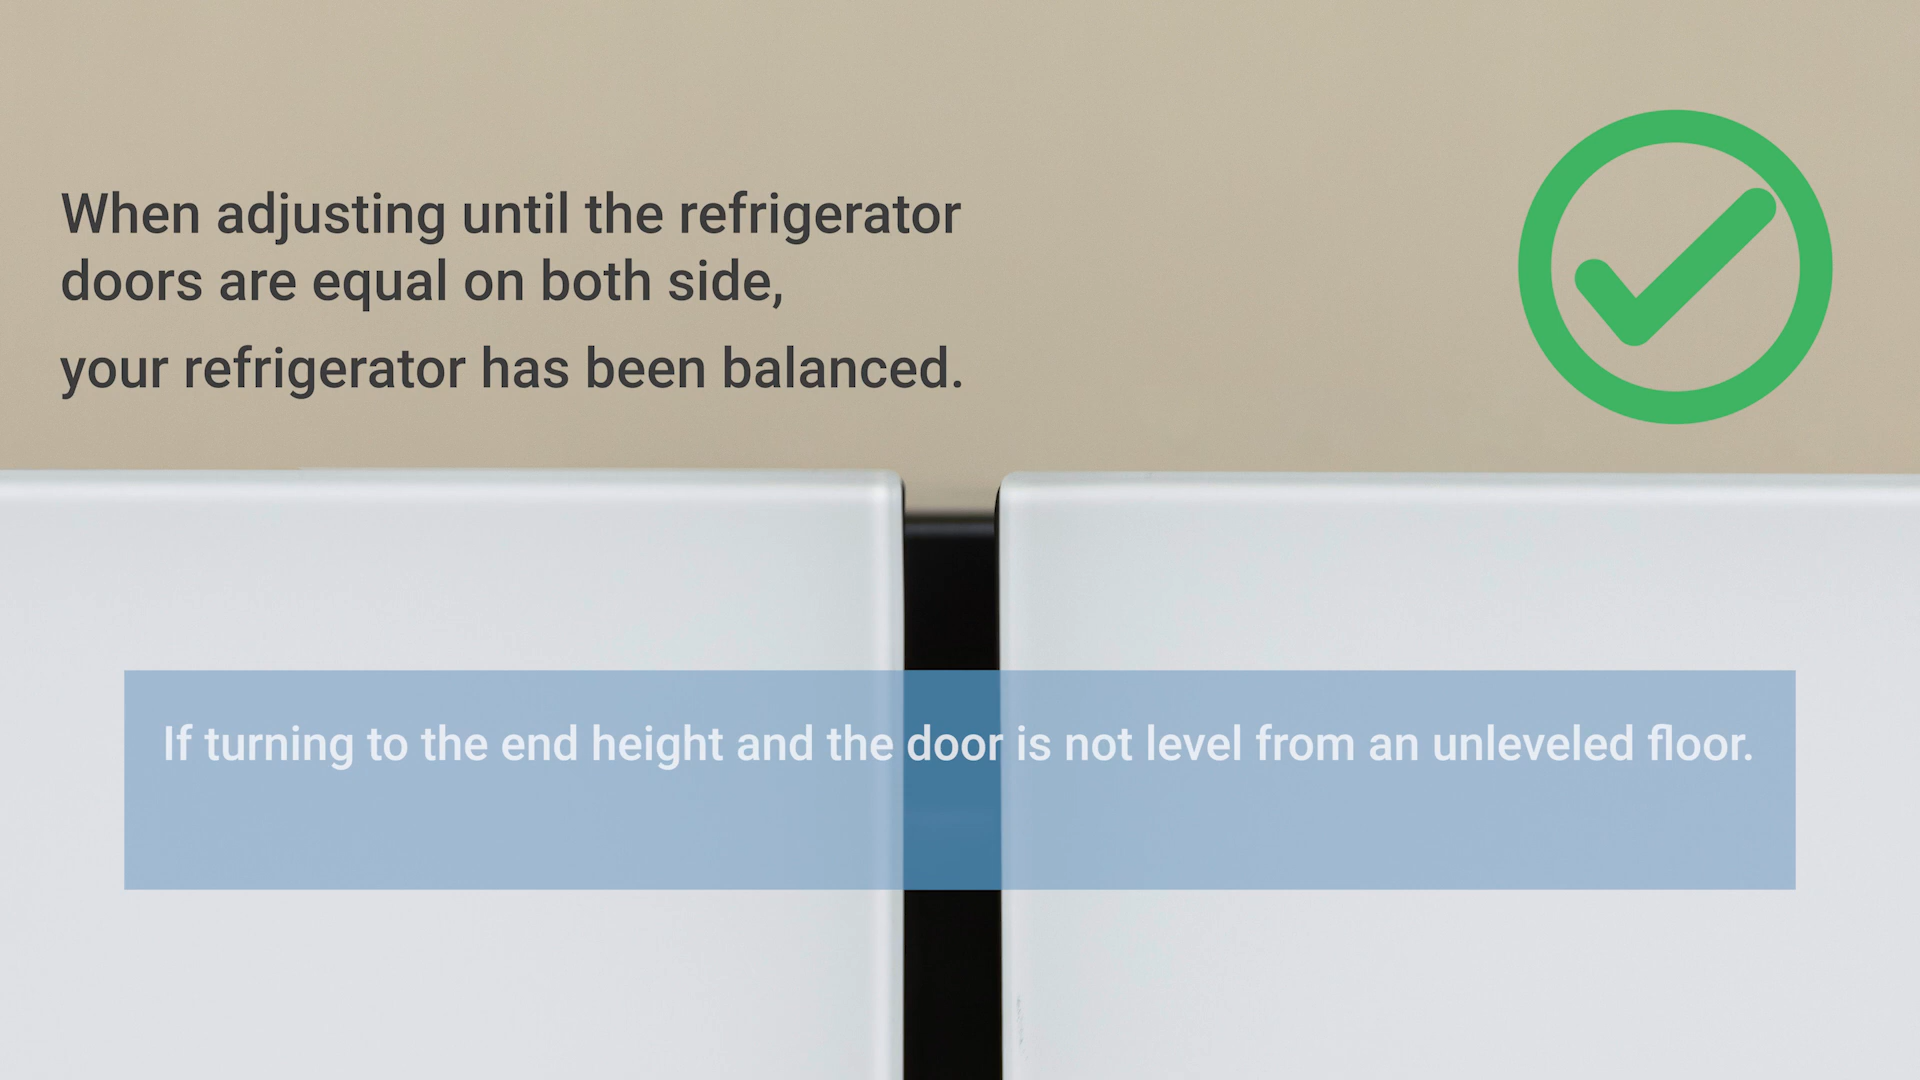 When adjusting until the refrigerator
doors are equal on both side,
your refrigerator has been balanced.
If turning to the end height and the door is not level from an unleveled floor.